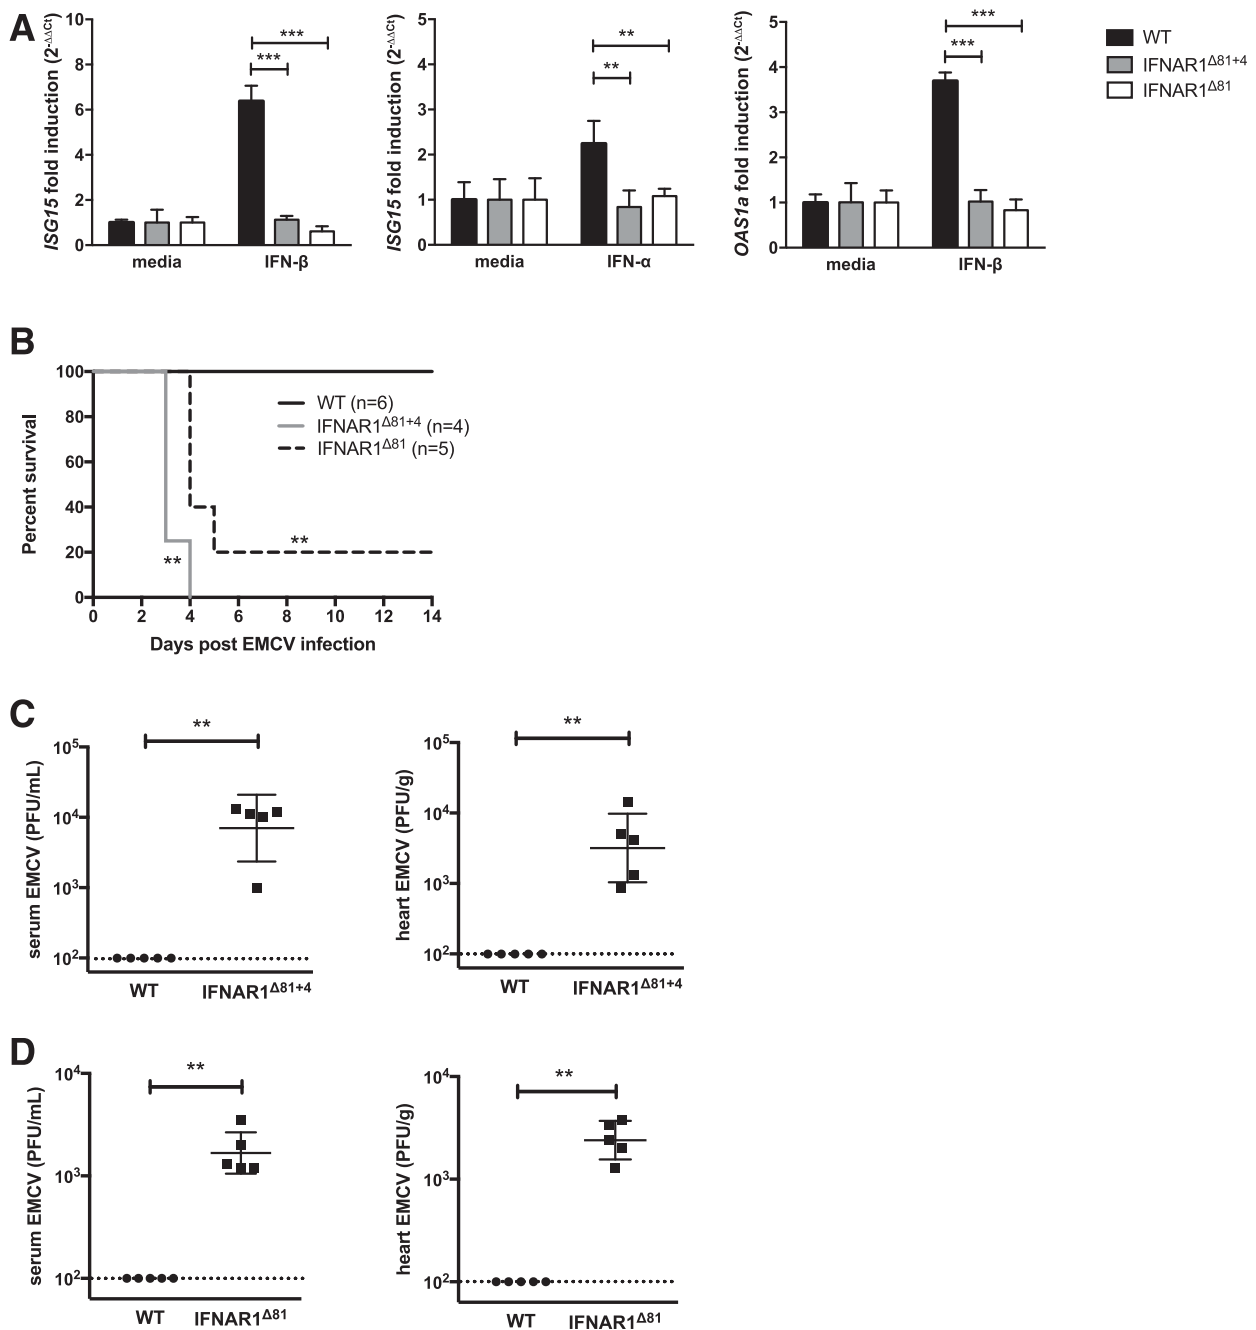 A
ISG15 fold induction (2-ΔΔCt)
10
8
6
4
2
0
***
***
media
IFN-β
ISG15 fold induction (2-ΔΔCt)
5
4
3
2
1
0
**
**
media
IFN-α
OAS1a fold induction (2-ΔΔCt)
5
4
3
2
1
0
***
***
media
IFN-β
WT
IFNAR1Δ81+4
IFNAR1Δ81
B
Percent survival
100
80
60
40
20
0
WT (n=6)
IFNAR1Δ81+4 (n=4)
IFNAR1Δ81 (n=5)
**
**
0 2 4 6 8 10 12 14
Days post EMCV infection
C
serum EMCV (PFU/mL)
10⁵
10⁴
10³
10²
**
WT
IFNAR1Δ81+4
heart EMCV (PFU/g)
10⁵
10⁴
10³
10²
**
WT
IFNAR1Δ81+4
D
serum EMCV (PFU/mL)
10⁴
10³
10²
**
WT
IFNAR1Δ81
heart EMCV (PFU/g)
10⁴
10³
10²
**
WT
IFNAR1Δ81